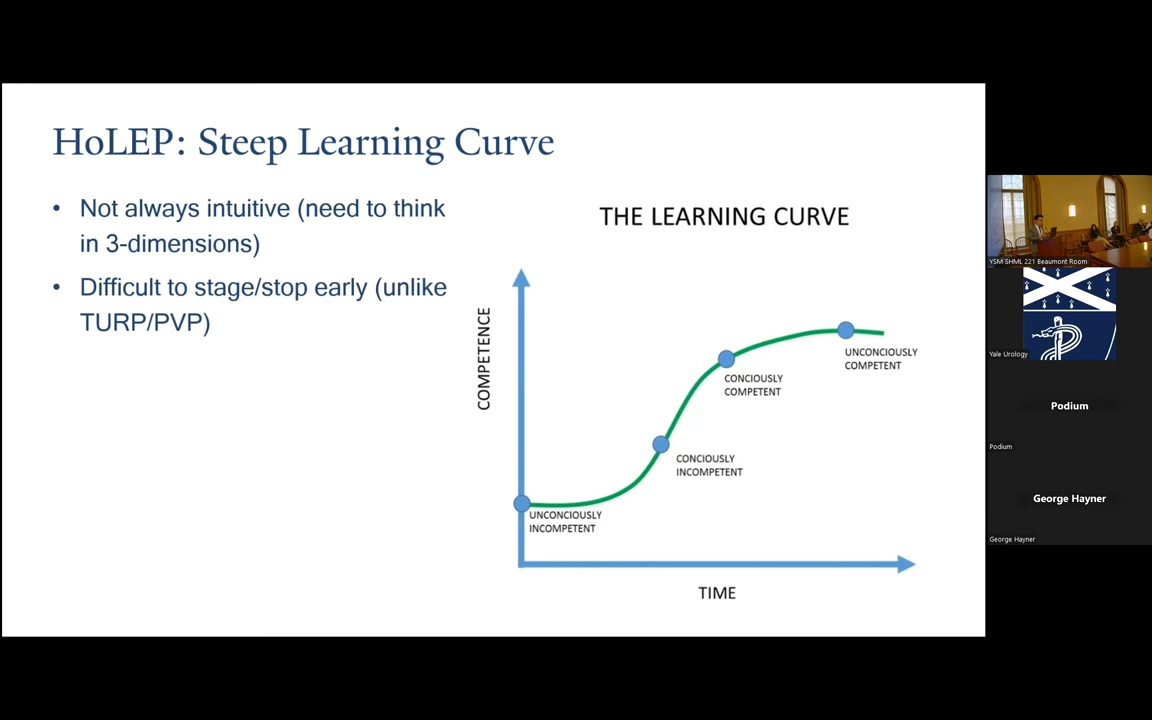 HoLEP: Steep Learning Curve
• Not always intuitive (need to think
in 3-dimensions)
• Difficult to stage/stop early (unlike
TURP/PVP)
THE LEARNING CURVE
COMPETENCE
UNCONCIOUSLY
COMPETENT
CONCIOUSLY
COMPETENT
CONCIOUSLY
INCOMPETENT
UNCONCIOUSLY
INCOMPETENT
TIME
YSM SHML 221 Beaumont Room
Yale Urology
Podium
Podium
George Hayner
George Hayner